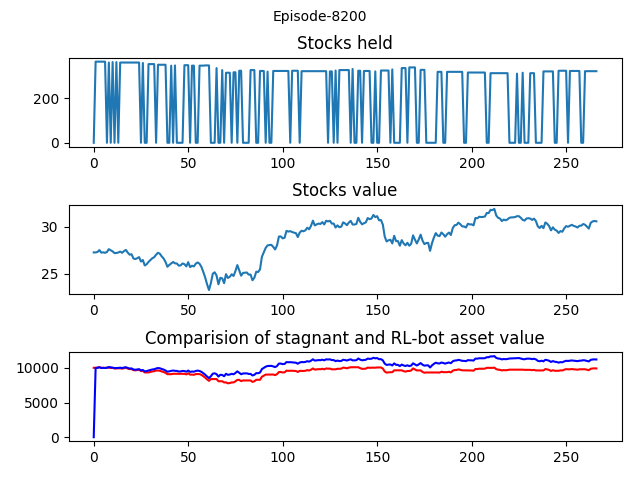 Episode-8200
Stocks held
200
0
0 50 100 150 200 250
Stocks value
30
25
0 50 100 150 200 250
Comparision of stagnant and RL-bot asset value
10000
5000
0
0 50 100 150 200 250